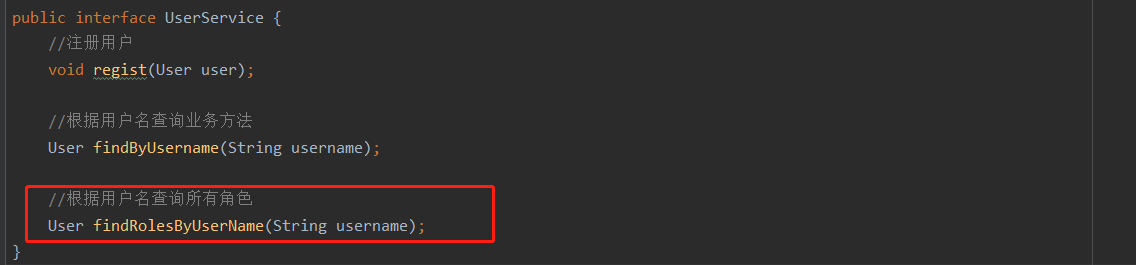 public interface UserService {
//注册用户
void regist(User user);
//根据用户名查询业务方法
User findByUsername(String username);
//根据用户名查询所有角色
User findRolesByUserName(String username);
}